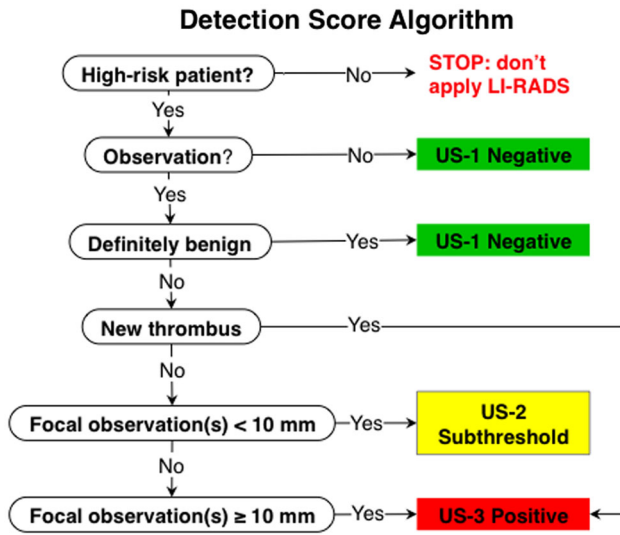 Detection Score Algorithm
High-risk patient?
No
STOP: don't
apply LI-RADS
Yes
Observation?
No
US-1 Negative
Yes
Definitely benign
Yes
US-1 Negative
No
New thrombus
Yes
No
Focal observation(s) < 10 mm
Yes
US-2
Subthreshold
No
Focal observation(s) ≥ 10 mm
Yes
US-3 Positive